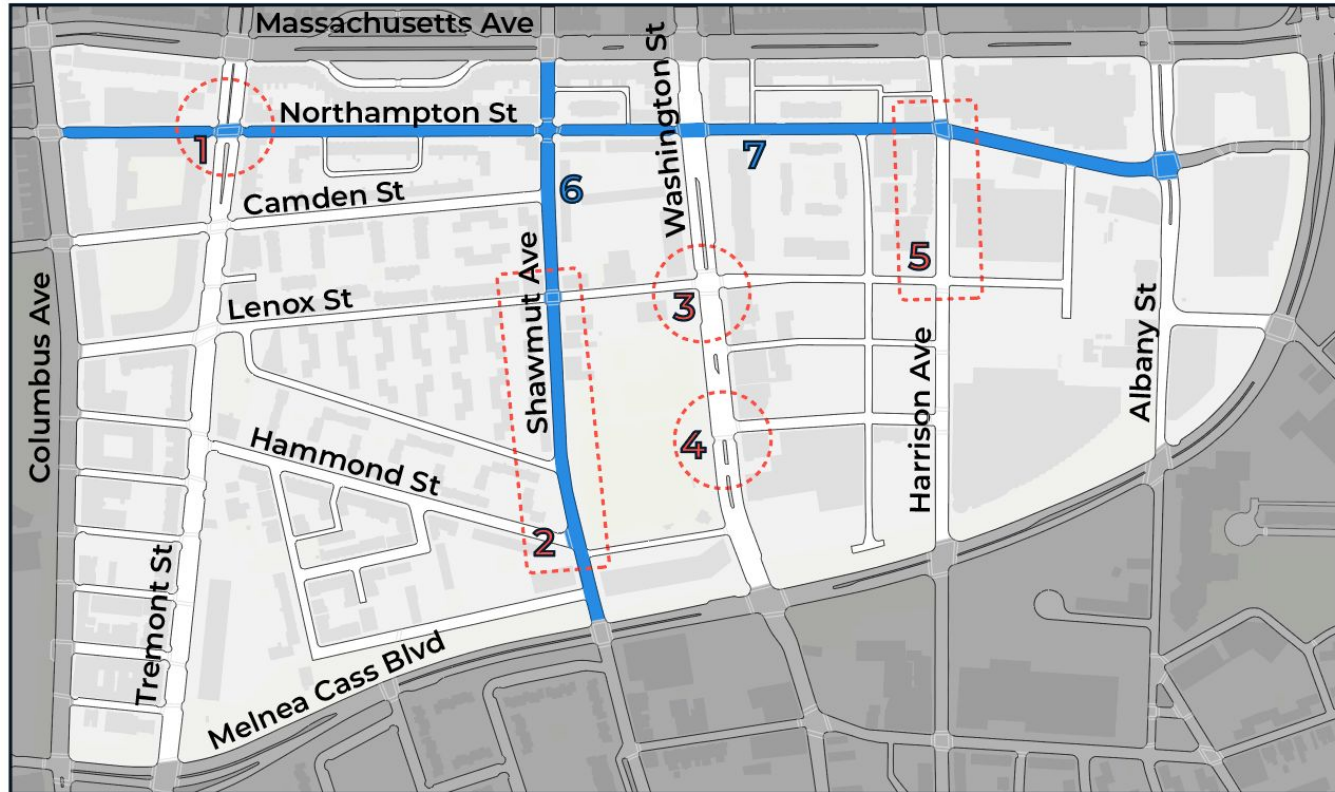 Massachusetts Ave
Washington St
Northampton St
1
7
Camden St
6
Shawmut Ave
5
Lenox St
3
Columbus Ave
Albany St
Harrison Ave
4
Hammond St
2
Tremont St
Melnea Cass Blvd